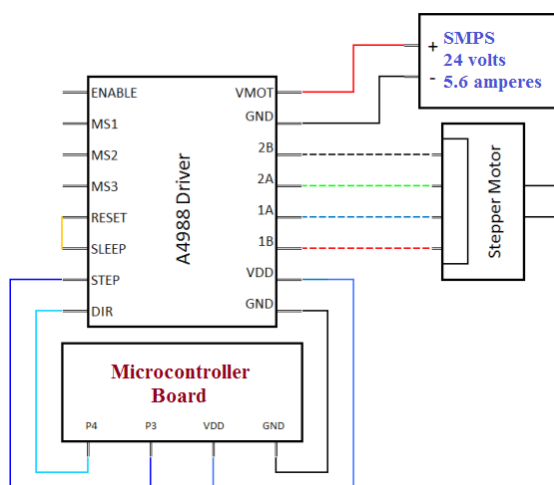 SMPS
+
24 volts
-
5.6 amperes
ENABLE
VMOT
MS1
GND
MS2
2B
MS3
2A
RESET
1A
SLEEP
1B
STEP
VDD
DIR
GND
A4988 Driver
Stepper Motor
Microcontroller
Board
P4
P3
VDD
GND